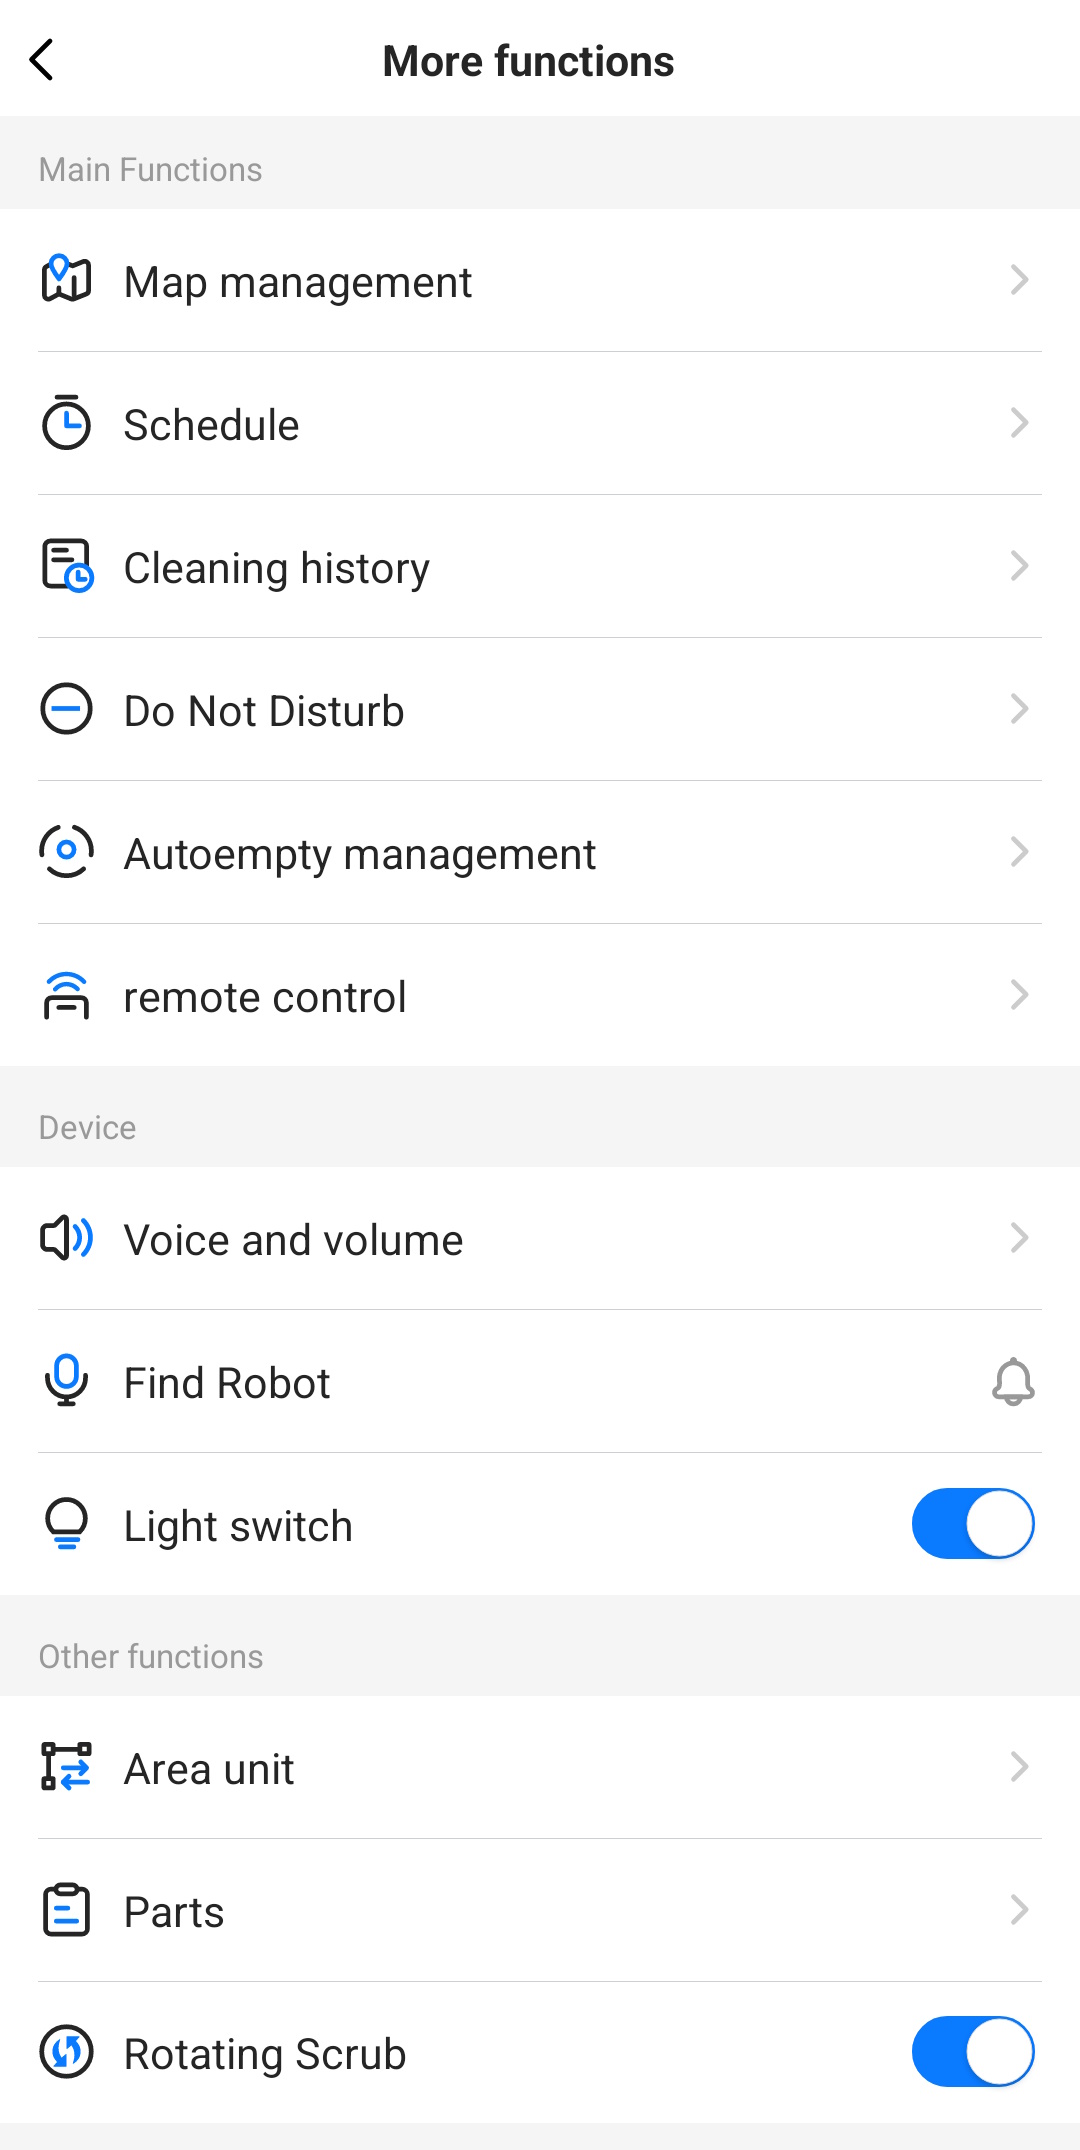 More functions
Main Functions
Map management
Schedule
Cleaning history
Do Not Disturb
Autoempty management
remote control
Device
Voice and volume
Find Robot
Light switch
Other functions
Area unit
Parts
Rotating Scrub